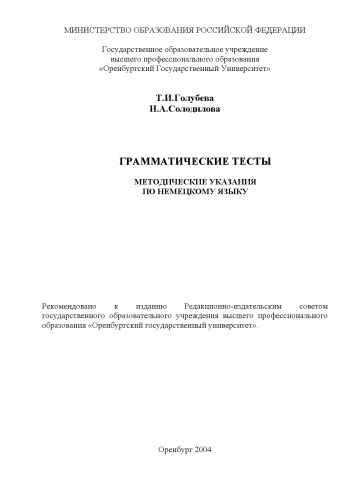 МИНИСТЕРСТВО ОБРАЗОВАНИЯ РОССИЙСКОЙ ФЕДЕРАЦИИ
Государственное образовательное учреждение
высшего профессионального образования
«Оренбургский Государственный Университет»
Т.И.Голубева
И.А.Солодилова
ГРАММАТИЧЕСКИЕ ТЕСТЫ
МЕТОДИЧЕСКИЕ УКАЗАНИЯ
ПО НЕМЕЦКОМУ ЯЗЫКУ
Рекомендовано к изданию Редакционно-издательским советом
государственного образовательного учреждения высшего профессионального
образования «Оренбургский государственный университет».
Оренбург 2004